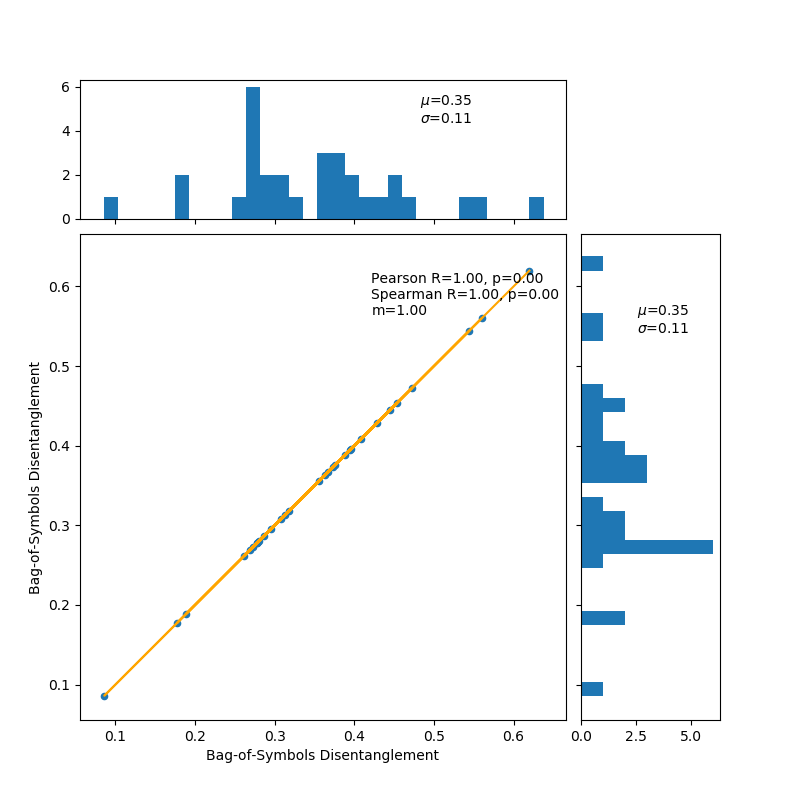 6
4
2
0
μ=0.35
σ=0.11
Pearson R=1.00, p=0.00
Spearman R=1.00, p=0.00
m=1.00
0.6
0.5
0.4
0.3
0.2
0.1
Bag-of-Symbols Disentanglement
0.1 0.2 0.3 0.4 0.5 0.6
Bag-of-Symbols Disentanglement
μ=0.35
σ=0.11
0.0 2.5 5.0